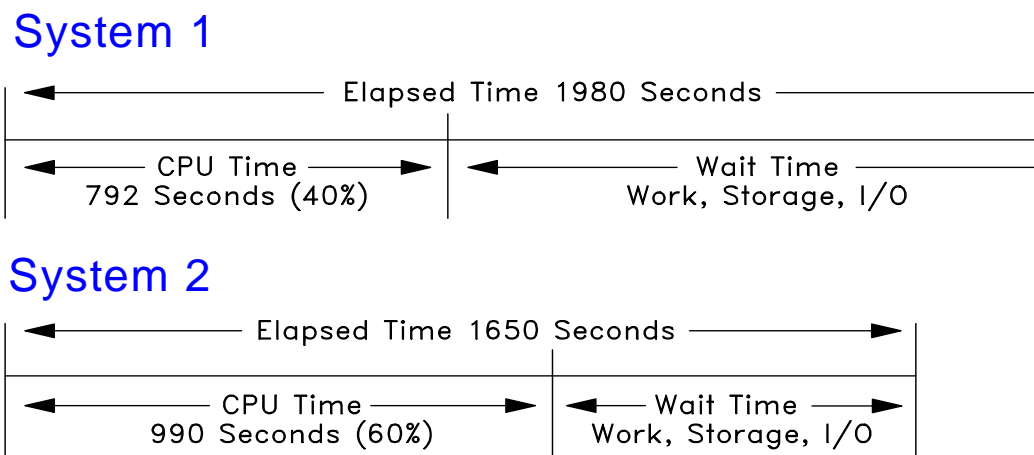 System 1
Elapsed Time 1980 Seconds
CPU Time
792 Seconds (40%)
Wait Time
Work, Storage, I/O
System 2
Elapsed Time 1650 Seconds
CPU Time
990 Seconds (60%)
Wait Time
Work, Storage, I/O